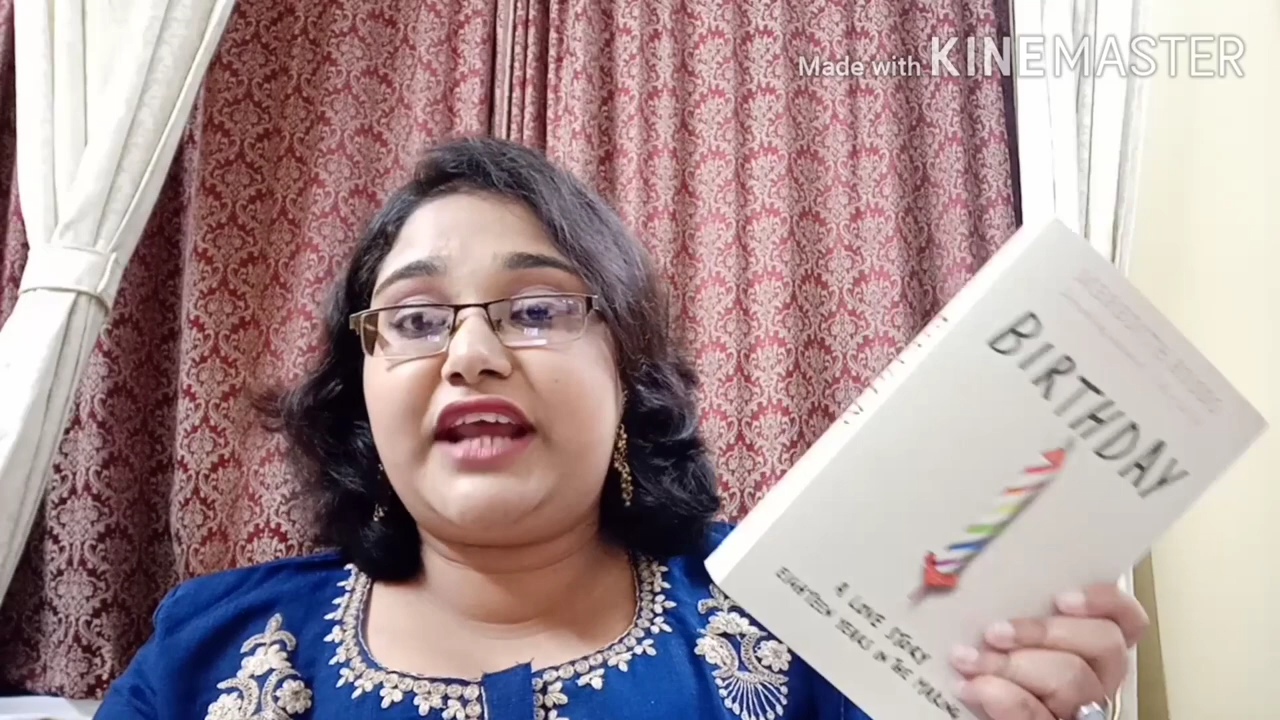 Made with KINEMASTER
BIRTHDAY
A LOVE STORY
EIGHTEEN YEARS IN THE MAKING